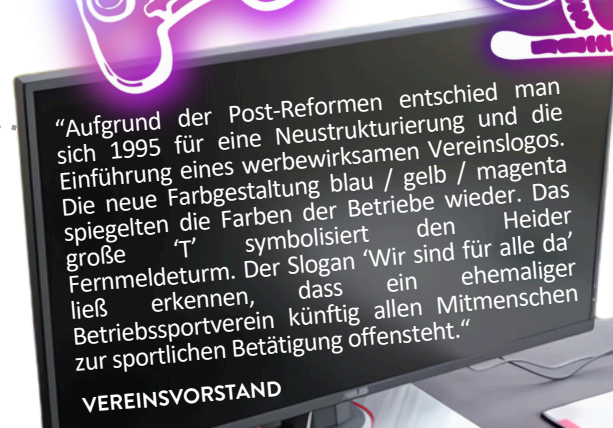 “Aufgrund der Post-Reformen entschied man
sich 1995 für eine Neustrukturierung und die
Einführung eines werbewirksamen Vereinslogos.
Die neue Farbgestaltung blau / gelb / magenta
spiegelten die Farben der Betriebe wieder. Das
große ‘T’ symbolisiert den Heider
Fernmeldeturm. Der Slogan ‘Wir sind für alle da’
ließ erkennen, dass ein ehemaliger
Betriebssportverein künftig allen Mitmenschen
zur sportlichen Betätigung offensteht.“
VEREINSVORSTAND